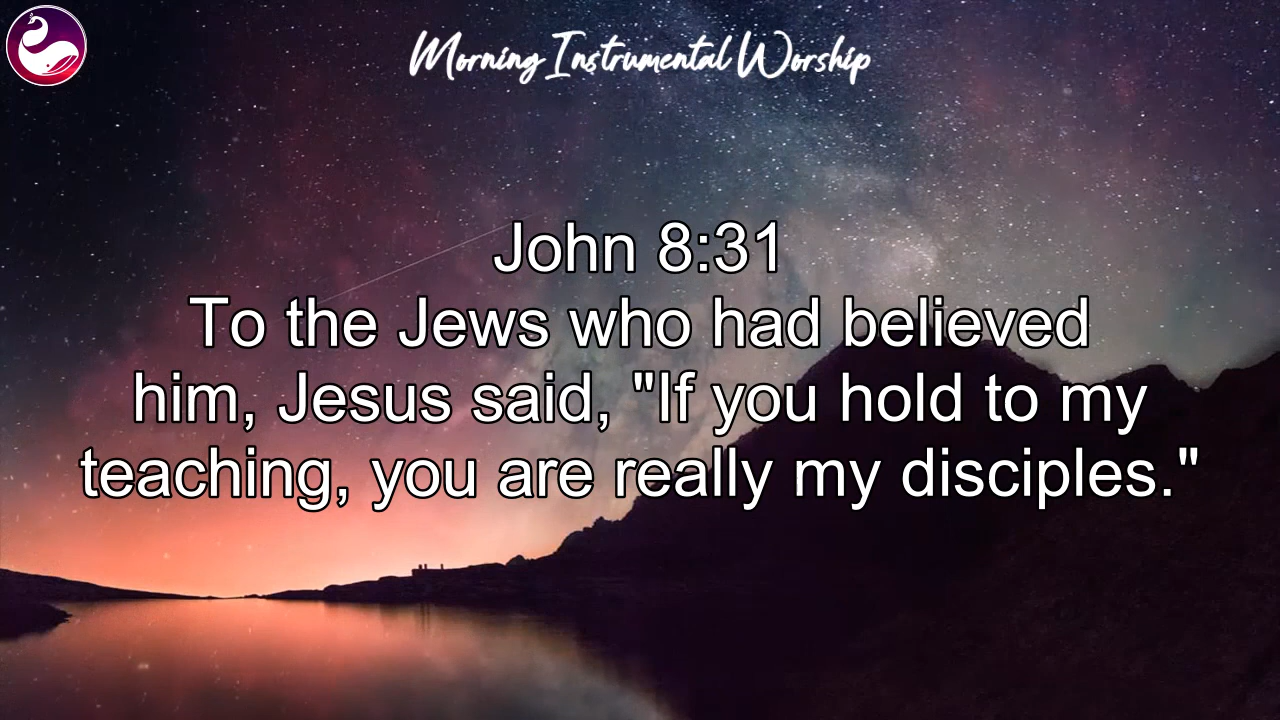 Morning Instrumental Worship
John 8:31
To the Jews who had believed
him, Jesus said, "If you hold to my
teaching, you are really my disciples."